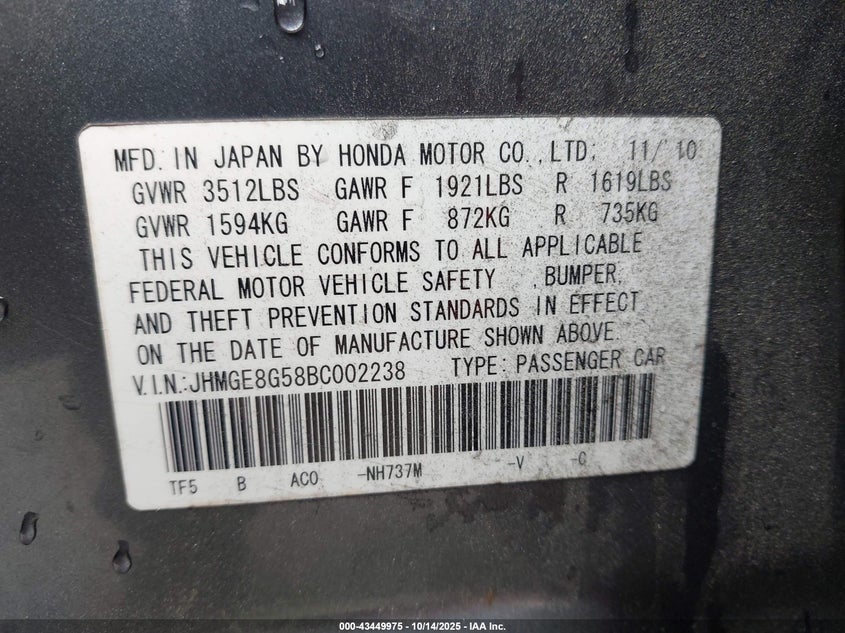 MFD. IN JAPAN BY HONDA MOTOR CO., LTD. 11/10
GVWR 3512LBS GAWR F 1921LBS R 1619LBS
GVWR 1594KG GAWR F 872KG R 735KG
THIS VEHICLE CONFORMS TO ALL APPLICABLE
FEDERAL MOTOR VEHICLE SAFETY , BUMPER,
AND THEFT PREVENTION STANDARDS IN EFFECT
ON THE DATE OF MANUFACTURE SHOWN ABOVE.
V.I.N.:JHMGE8G58BC002238 TYPE: PASSENGER CAR
TF5 B AC0 -NH737M -V -C
000-43449975 - 10/14/2025 - IAA Inc.